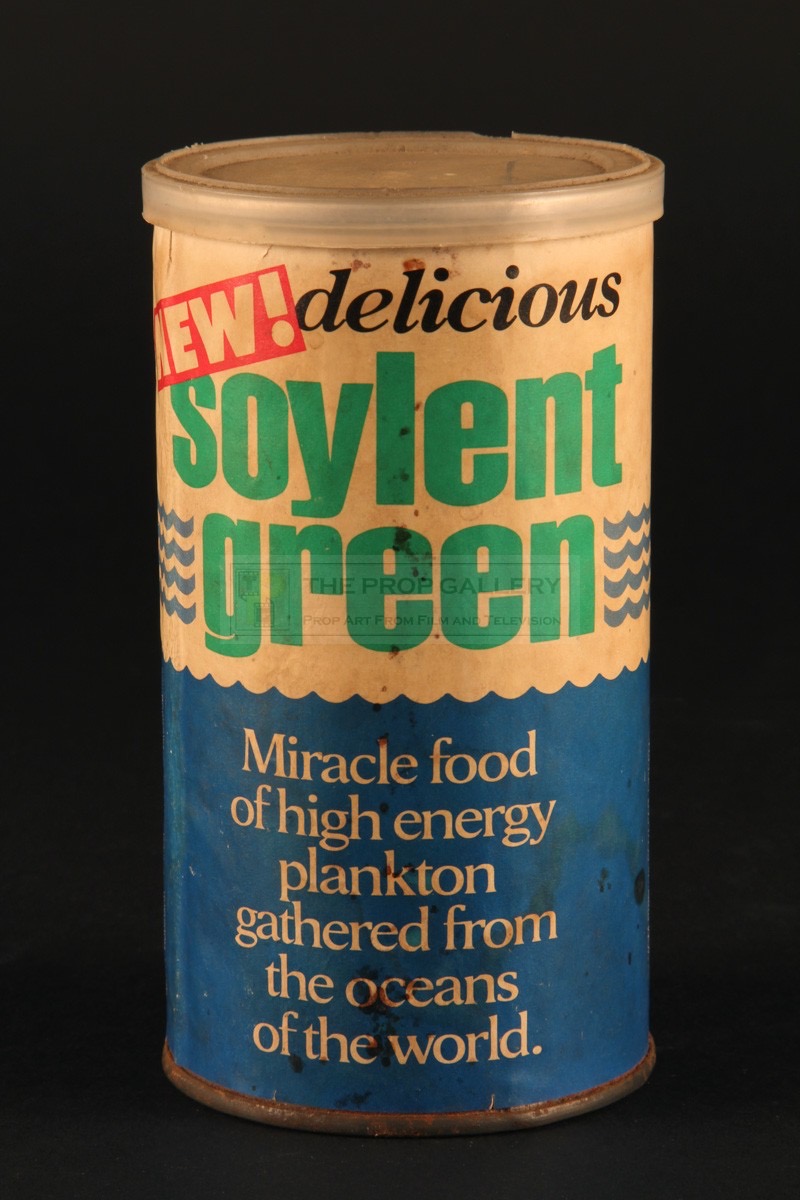 NEW! delicious
soylent
green
THE PROP GALLERY
PROP ART FROM FILM AND TELEVISION
Miracle food
of high energy
plankton
gathered from
the oceans
of the world.